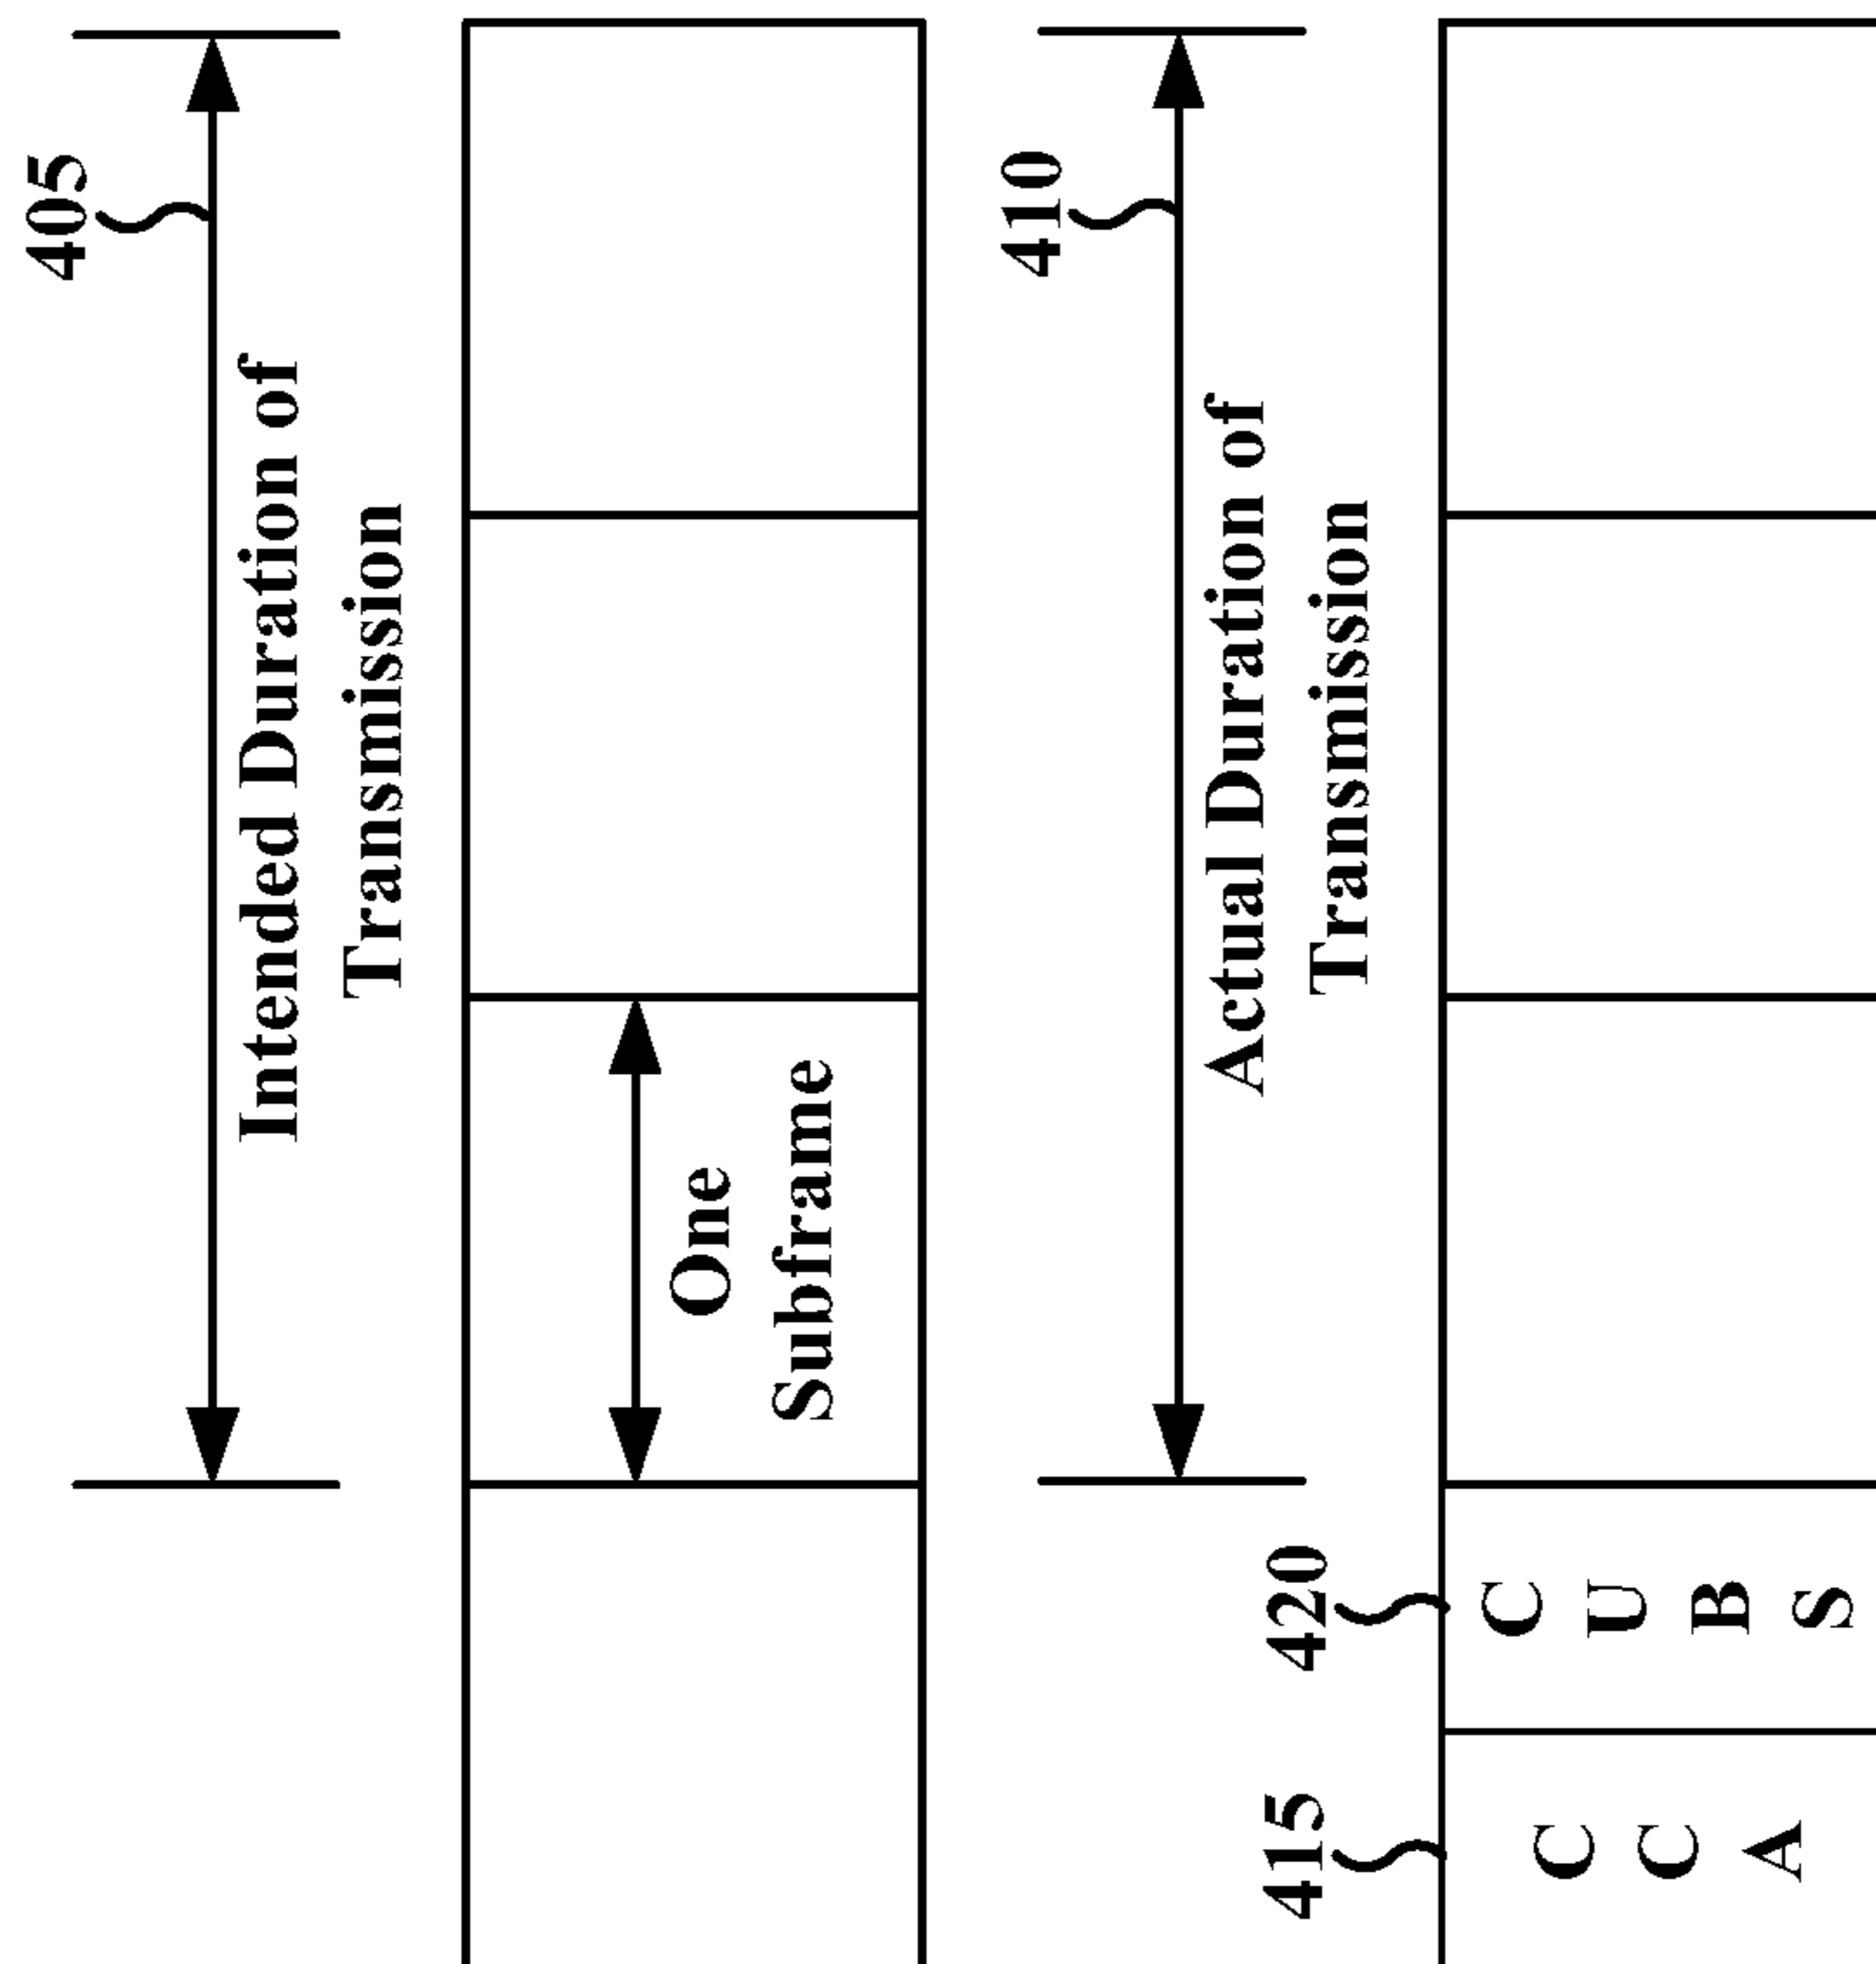 405
Intended Duration of
Transmission
One
Subframe
410
Actual Duration of
Transmission
415
CCA
420
CUBS